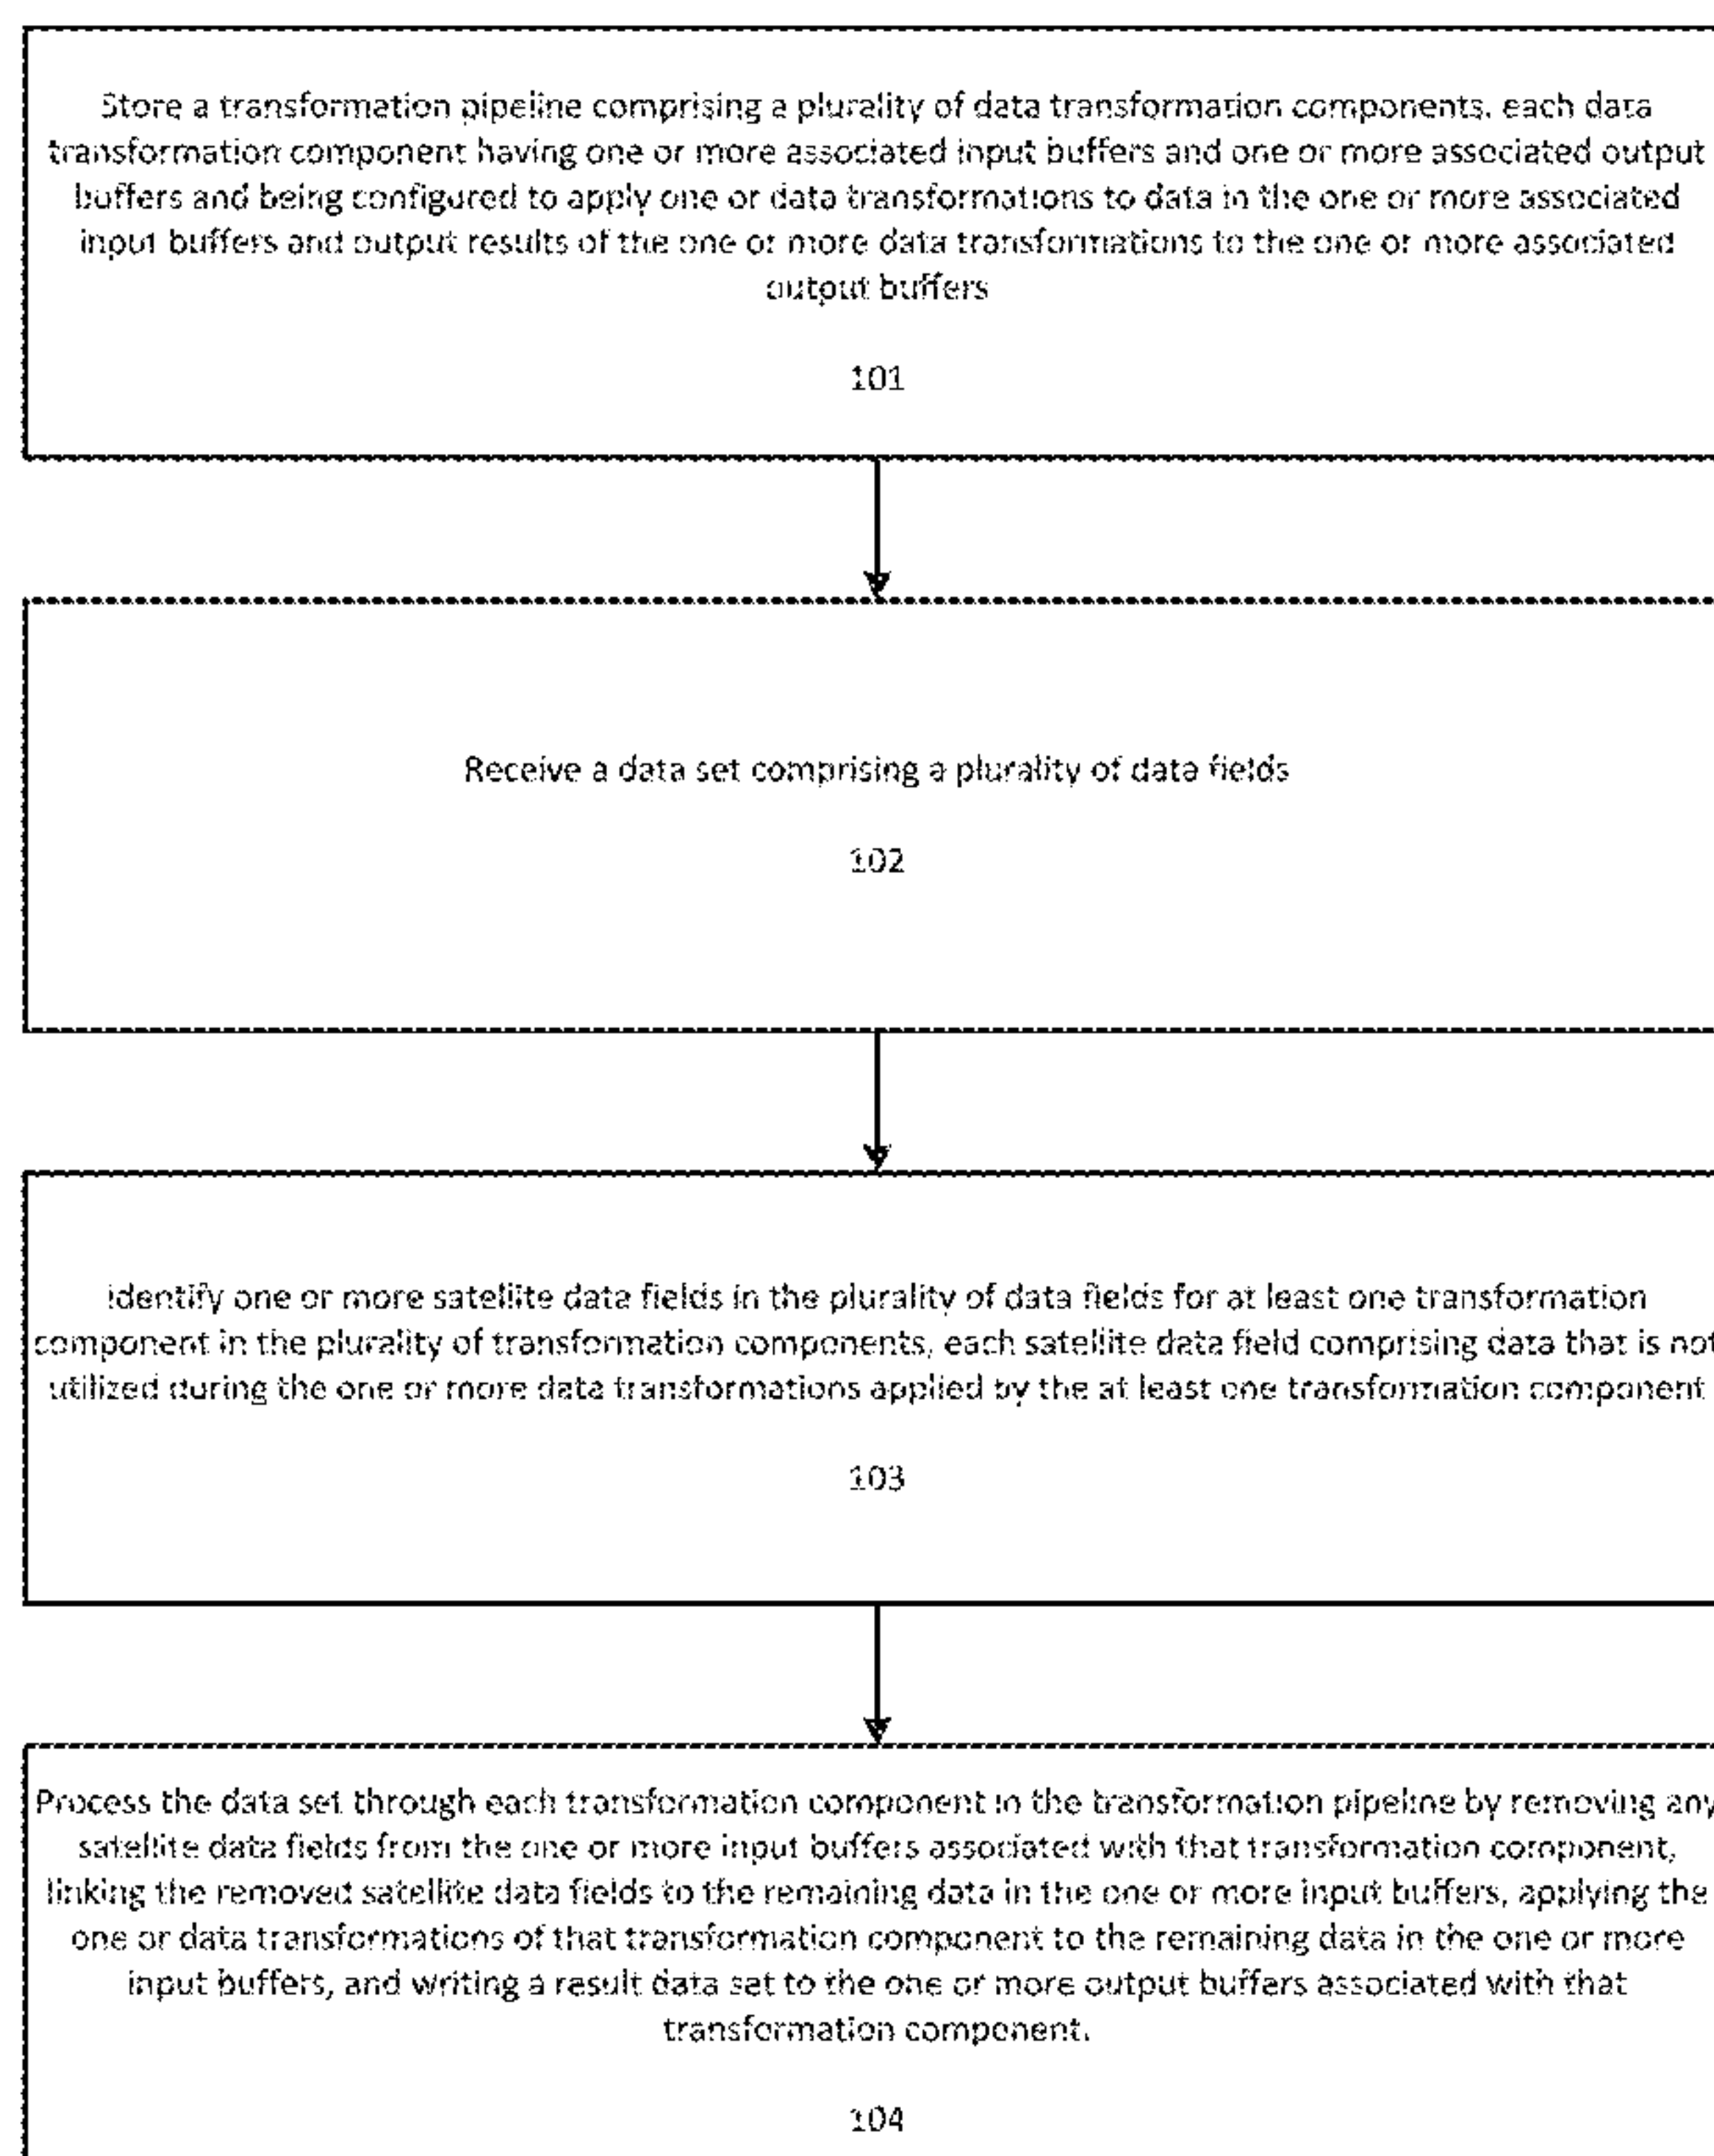 Store a transformation pipeline comprising a plurality of data transformation components, each data
transformation component having one or more associated input buffers and one or more associated output
buffers and being configured to apply one or data transformations to data in the one or more associated
input buffers and output results of the one or more data transformations to the one or more associated
output buffers
101
Receive a data set comprising a plurality of data fields
102
Identify one or more satellite data fields in the plurality of data fields for at least one transformation
component in the plurality of transformation components, each satellite data field comprising data that is not
utilized during the one or more data transformations applied by the at least one transformation component
103
Process the data set through each transformation component in the transformation pipeline by removing any
satellite data fields from the one or more input buffers associated with that transformation component,
linking the removed satellite data fields to the remaining data in the one or more input buffers, applying the
one or data transformations of that transformation component to the remaining data in the one or more
input buffers, and writing a result data set to the one or more output buffers associated with that
transformation component.
104